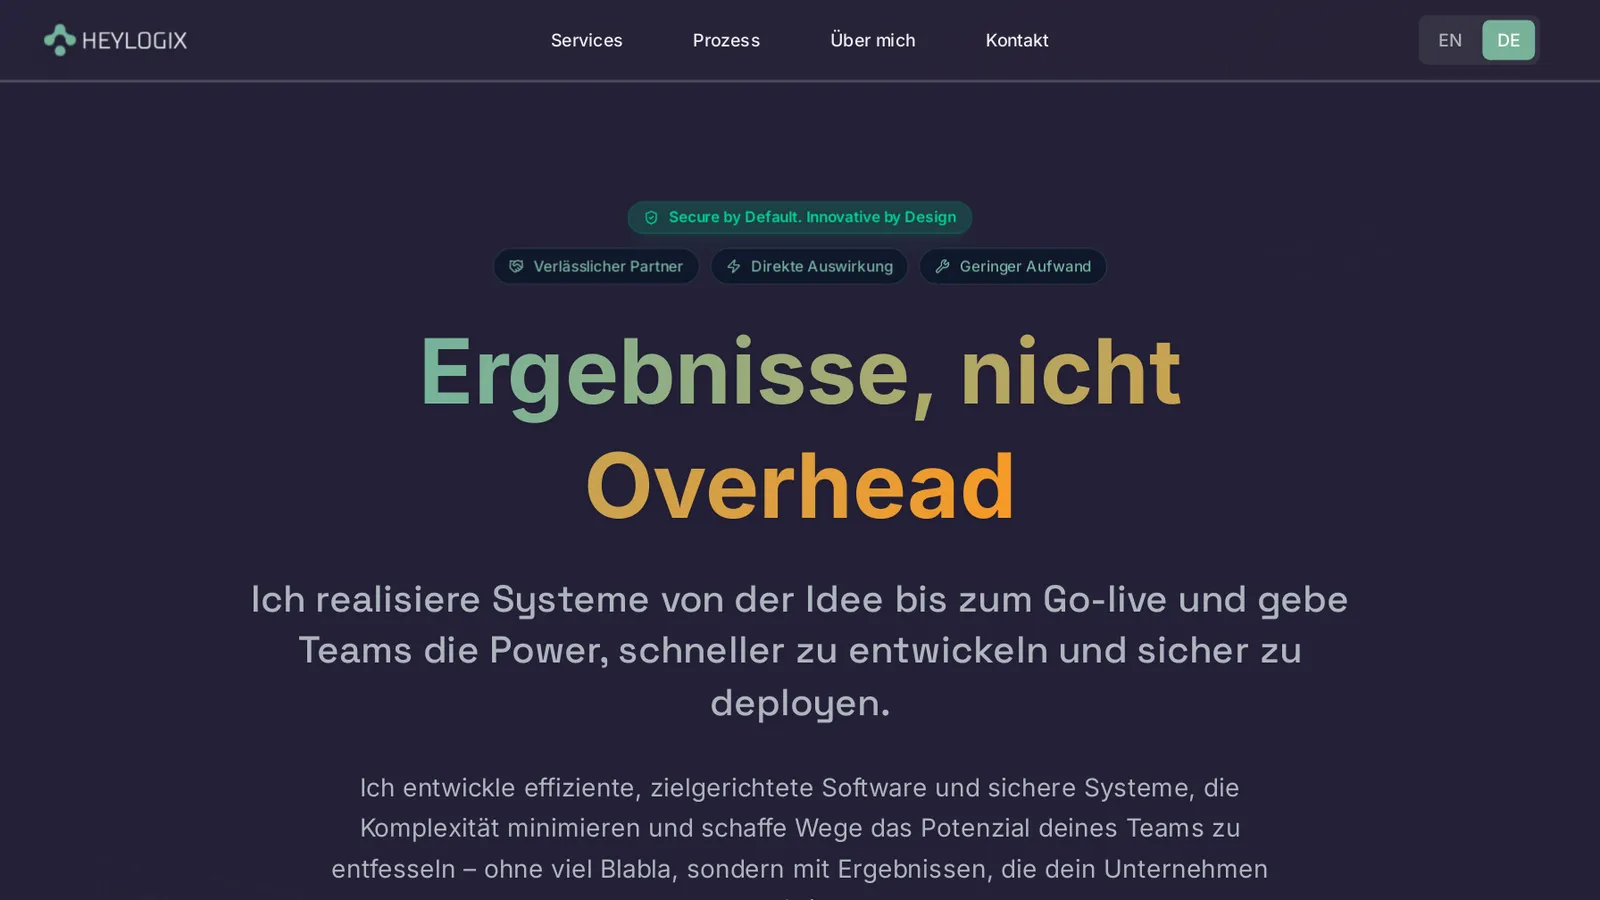 HEYLOGIX
Services
Prozess
Über mich
Kontakt
EN
DE
Secure by Default. Innovative by Design
Verlässlicher Partner
Direkte Auswirkung
Geringer Aufwand
Ergebnisse, nicht
Overhead
Ich realisiere Systeme von der Idee bis zum Go-live und gebe
Teams die Power, schneller zu entwickeln und sicher zu
deployen.
Ich entwickle effiziente, zielgerichtete Software und sichere Systeme, die
Komplexität minimieren und schaffe Wege das Potenzial deines Teams zu
entfesseln – ohne viel Blabla, sondern mit Ergebnissen, die dein Unternehmen